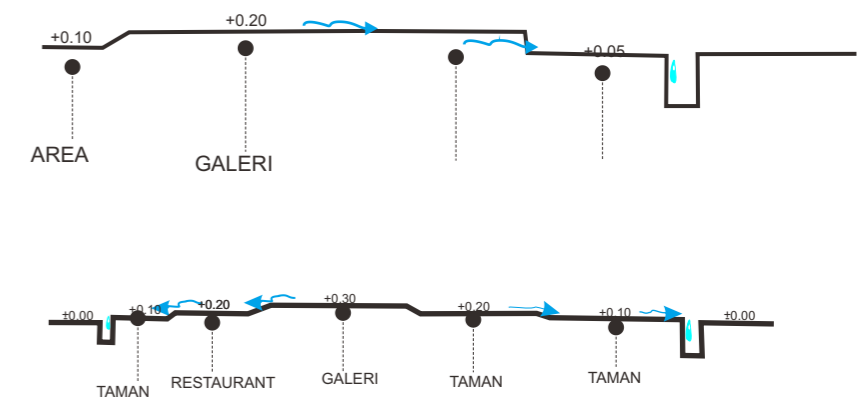 +0.20
+0.10
+0.05
AREA
GALERI
+0.30
±0.00
+0.10
+0.20
+0.20
+0.10
±0.00
TAMAN
RESTAURANT
GALERI
TAMAN
TAMAN